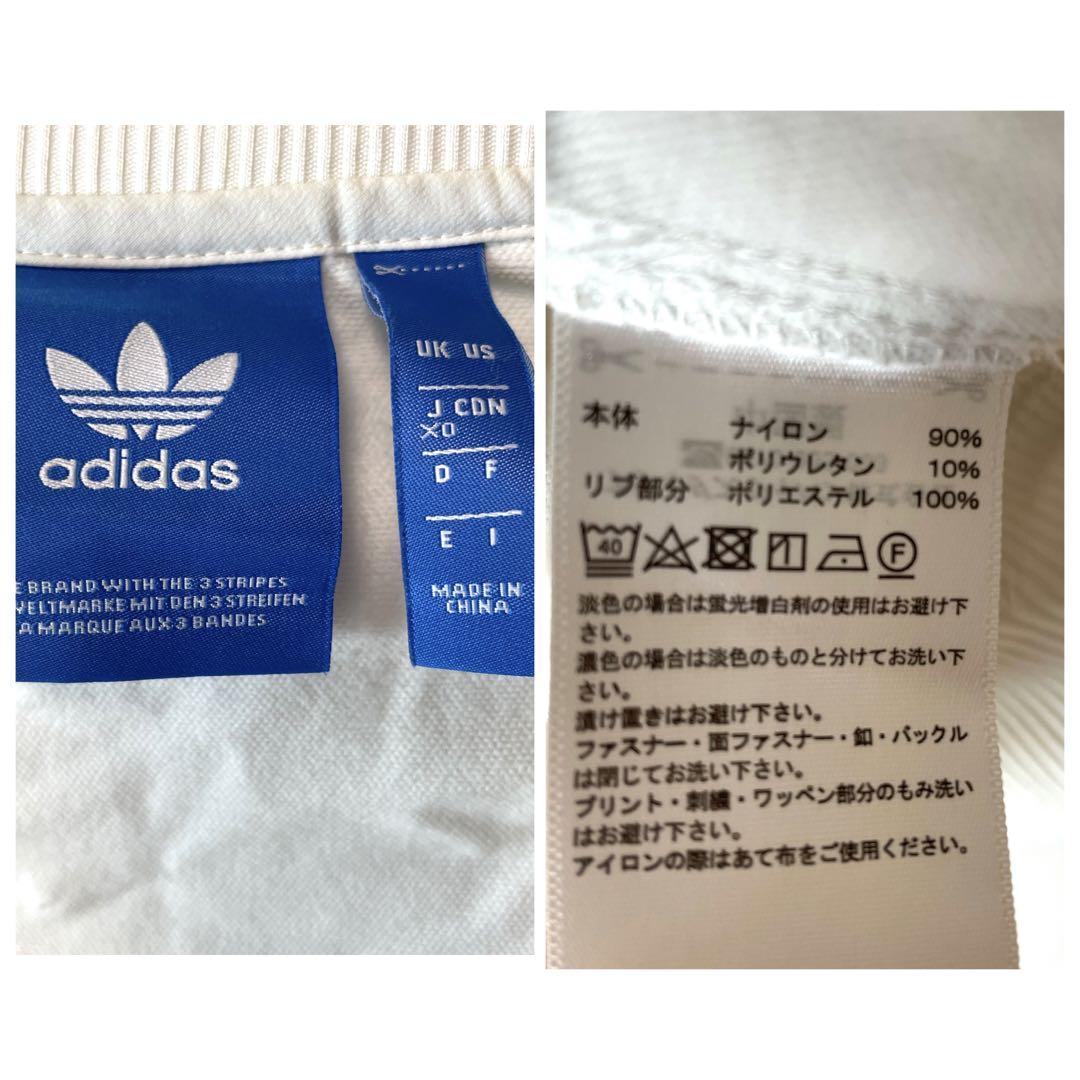 adidas
E BRAND WITH THE 3 STRIPES
VELTMARKE MIT DEN 3 STREIFEN
A MARQUE AUX 3 BANDES
UK US
J CDN
XO
D F
E I
MADE IN
CHINA
本体 ナイロン 90%
ポリウレタン 10%
リブ部分 ポリエステル 100%
40 F
淡色の場合は蛍光増白剤の使用はお避け下
さい。
濃色の場合は淡色のものと分けてお洗い下
さい。
漬け置きはお避け下さい。
ファスナー・面ファスナー・釦・バックル
は閉じてお洗い下さい。
プリント・刺繍・ワッペン部分のもみ洗い
はお避け下さい。
アイロンの際はあて布をご使用ください。